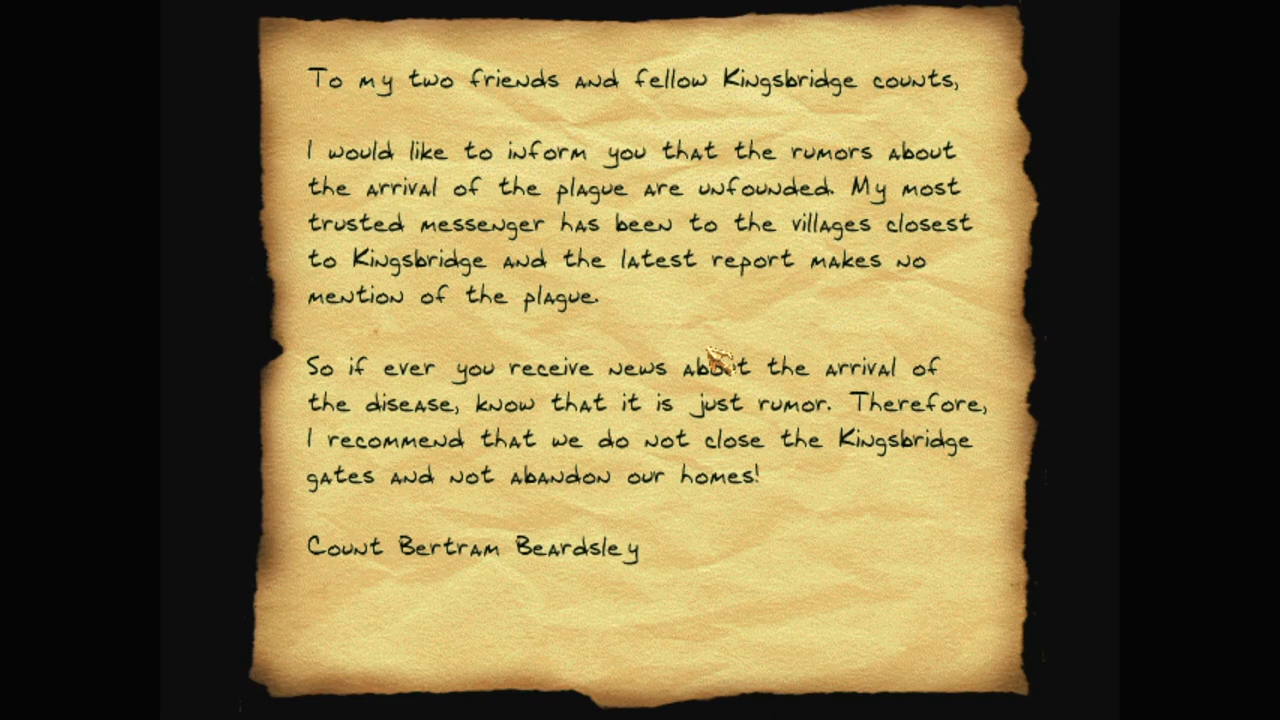 To my two friends and fellow Kingsbridge counts,
I would like to inform you that the rumors about
the arrival of the plague are unfounded. My most
trusted messenger has been to the villages closest
to Kingsbridge and the latest report makes no
mention of the plague.
So if ever you receive news about the arrival of
the disease, know that it is just rumor. Therefore,
I recommend that we do not close the Kingsbridge
gates and not abandon our homes!
Count Bertram Beardsley